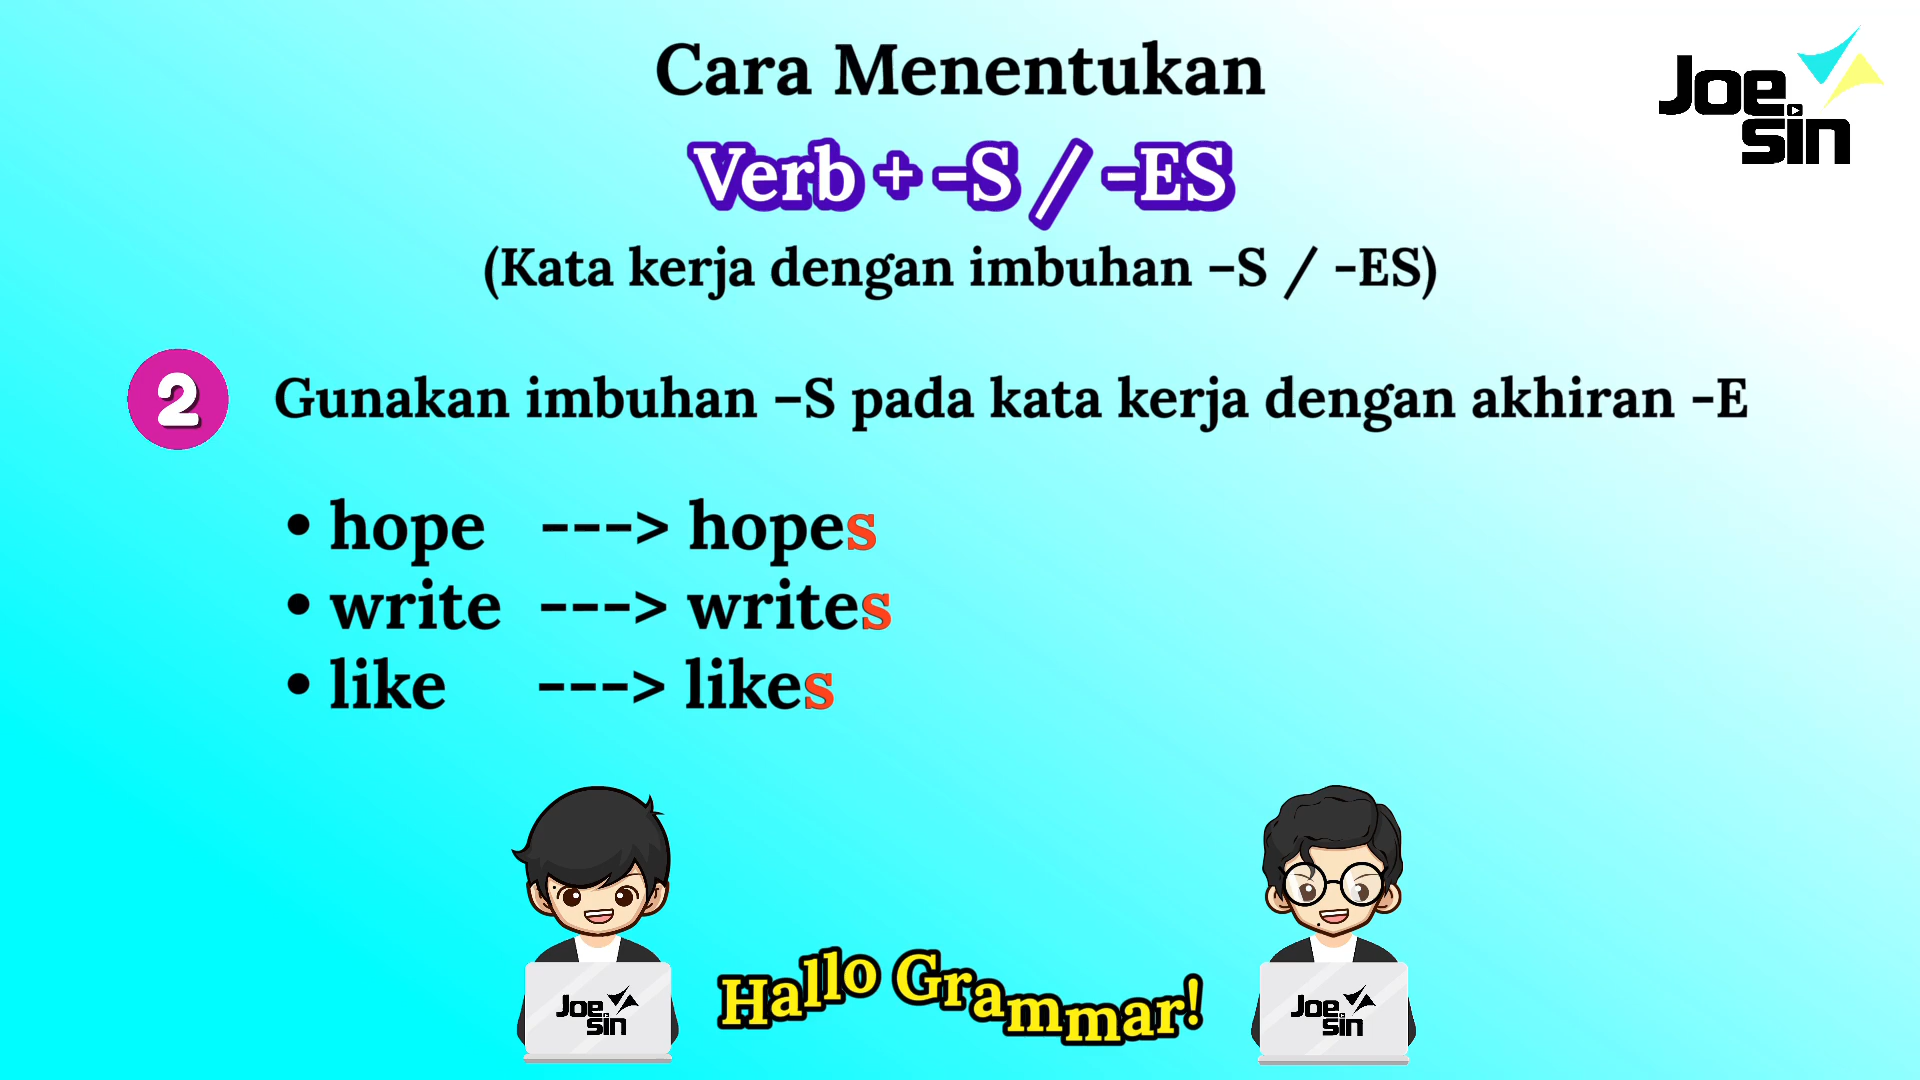 Cara Menentukan
Joe
sin
Verb + -S / -ES
(Kata kerja dengan imbuhan –S / -ES)
2 Gunakan imbuhan –S pada kata kerja dengan akhiran -E
• hope ---> hopes
• write ---> writes
• like ---> likes
Joe
sin
Hallo Grammar!
Joe
sin